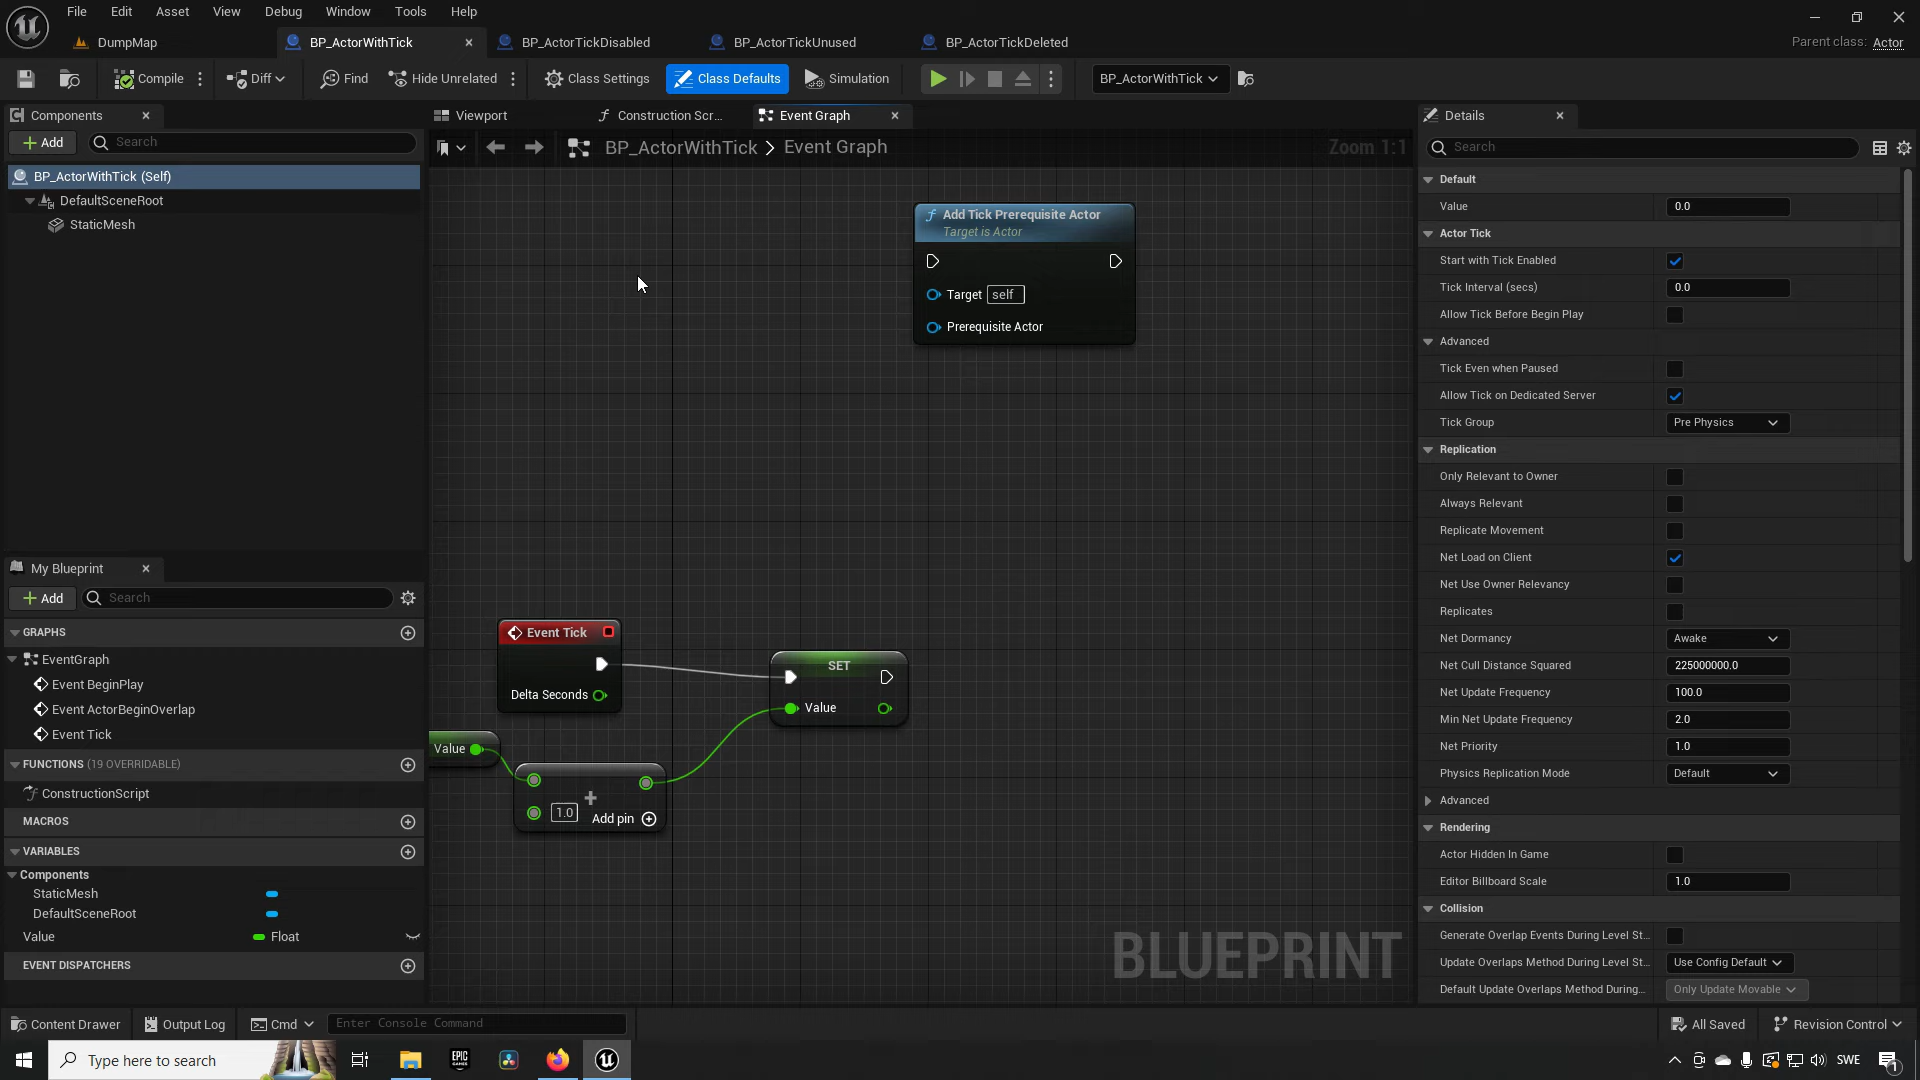 File Edit Asset View Debug Window Tools Help
DumpMap BP_ActorWithTick BP_ActorTickDisabled BP_ActorTickUnused BP_ActorTickDeleted Parent class: Actor
Compile Diff Find Hide Unrelated Class Settings Class Defaults Simulation BP_ActorWithTick
Components
Add Search
BP_ActorWithTick (Self)
DefaultSceneRoot
StaticMesh
My Blueprint
Add Search
GRAPHS
EventGraph
Event BeginPlay
Event ActorBeginOverlap
Event Tick
FUNCTIONS (19 OVERRIDABLE)
ConstructionScript
MACROS
VARIABLES
Components
StaticMesh
DefaultSceneRoot
Value Float
EVENT DISPATCHERS
Viewport Construction Scr... Event Graph
BP_ActorWithTick > Event Graph Zoom 1:1
Add Tick Prerequisite Actor
Target is Actor
Target self
Prerequisite Actor
Event Tick
Delta Seconds
SET
Value
Value
1.0 Add pin
BLUEPRINT
Details
Search
Default
Value 0.0
Actor Tick
Start with Tick Enabled
Tick Interval (secs) 0.0
Allow Tick Before Begin Play
Advanced
Tick Even when Paused
Allow Tick on Dedicated Server
Tick Group Pre Physics
Replication
Only Relevant to Owner
Always Relevant
Replicate Movement
Net Load on Client
Net Use Owner Relevancy
Replicates
Net Dormancy Awake
Net Cull Distance Squared 225000000.0
Net Update Frequency 100.0
Min Net Update Frequency 2.0
Net Priority 1.0
Physics Replication Mode Default
Advanced
Rendering
Actor Hidden In Game
Editor Billboard Scale 1.0
Collision
Generate Overlap Events During Level St...
Update Overlaps Method During Level St... Use Config Default
Default Update Overlaps Method During... Only Update Movable
Content Drawer Output Log Cmd Enter Console Command All Saved Revision Control
Type here to search EPIC GAMES SWE 1